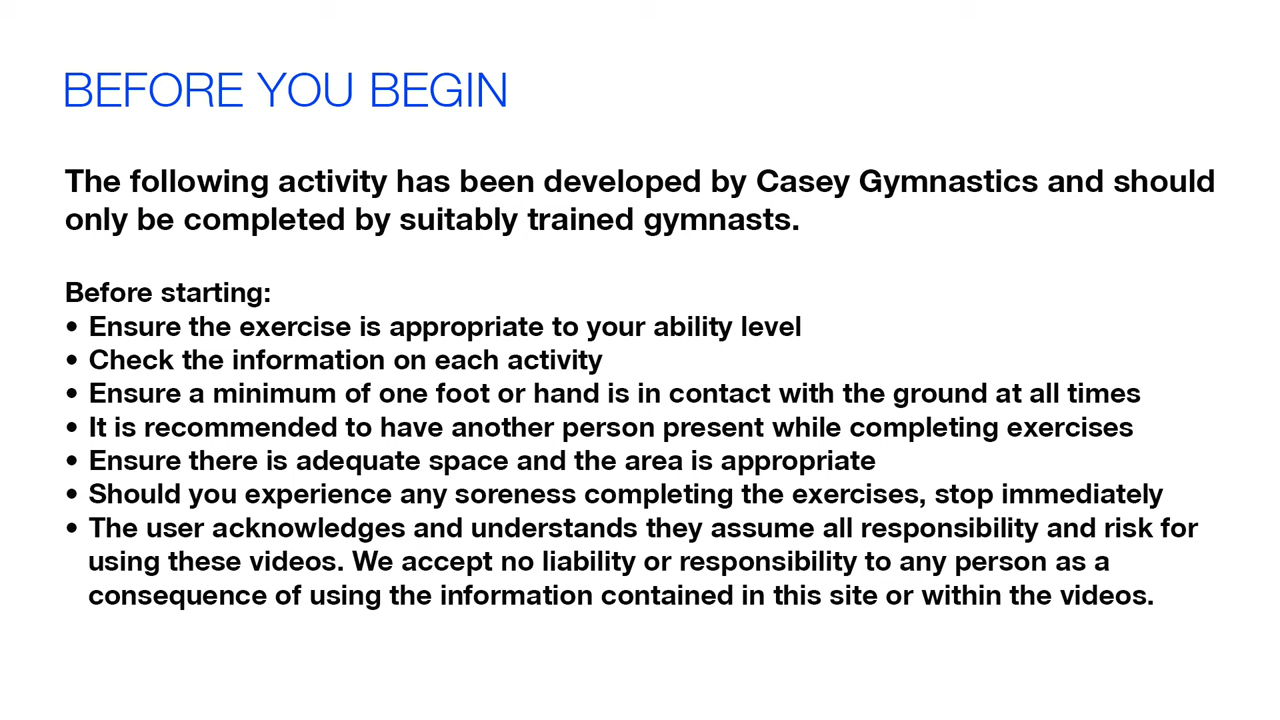 BEFORE YOU BEGIN
The following activity has been developed by Casey Gymnastics and should
only be completed by suitably trained gymnasts.
Before starting:
• Ensure the exercise is appropriate to your ability level
• Check the information on each activity
• Ensure a minimum of one foot or hand is in contact with the ground at all times
• It is recommended to have another person present while completing exercises
• Ensure there is adequate space and the area is appropriate
• Should you experience any soreness completing the exercises, stop immediately
• The user acknowledges and understands they assume all responsibility and risk for
using these videos. We accept no liability or responsibility to any person as a
consequence of using the information contained in this site or within the videos.